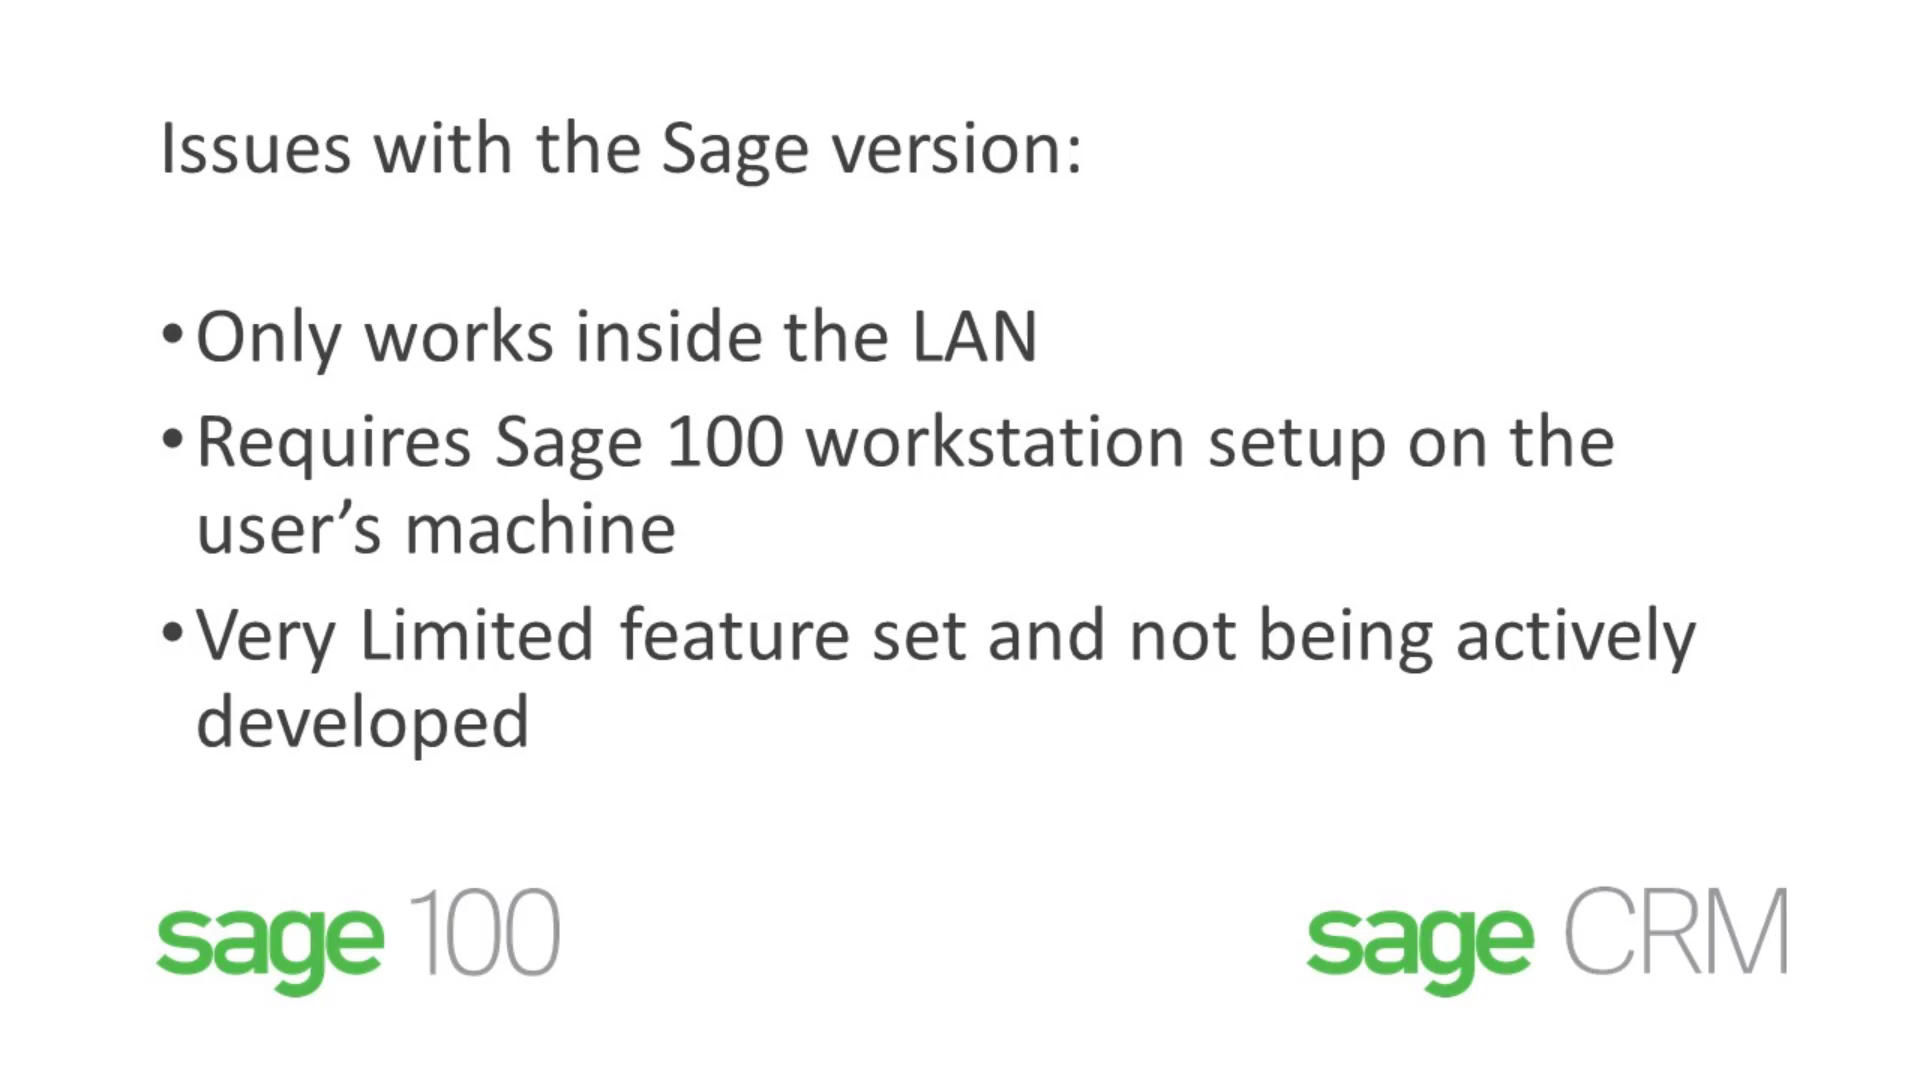 Issues with the Sage version:
•Only works inside the LAN
•Requires Sage 100 workstation setup on the
user’s machine
•Very Limited feature set and not being actively
developed
sage 100
sage CRM